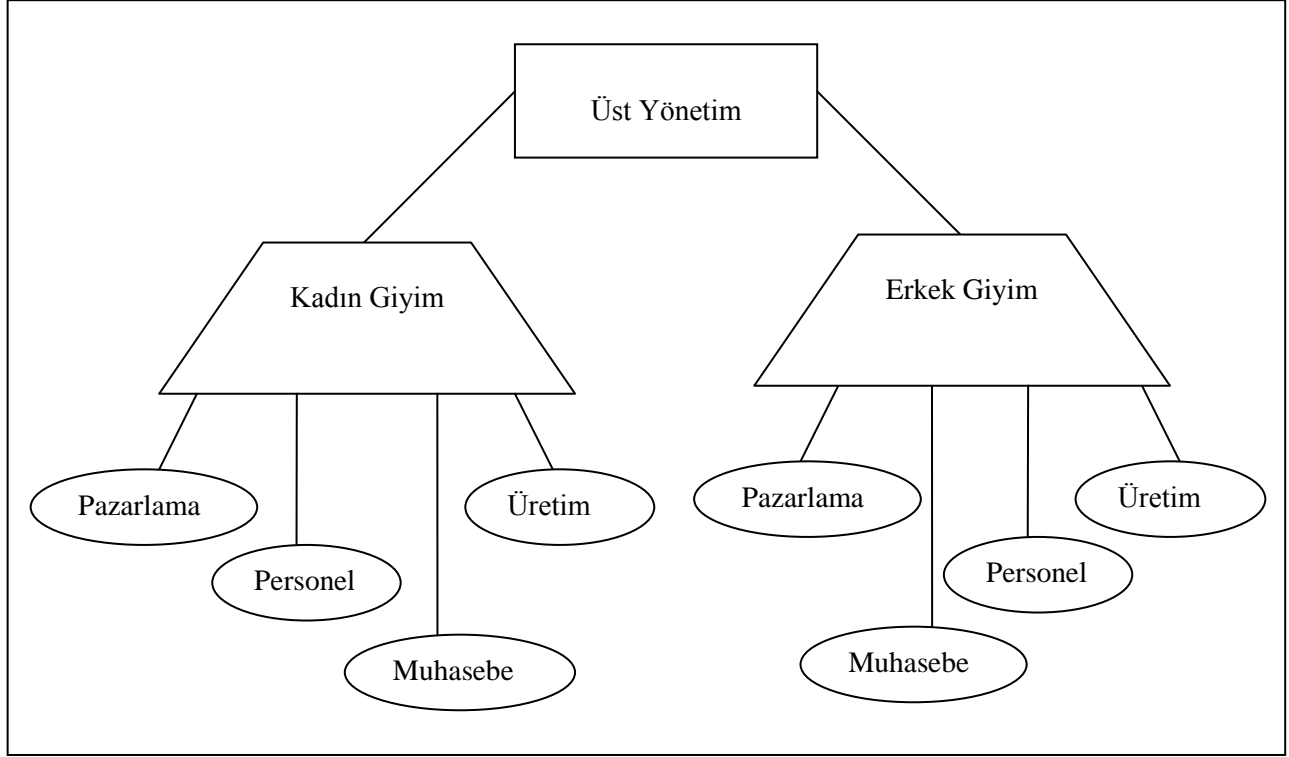 Üst Yönetim
Kadın Giyim
Erkek Giyim
Pazarlama
Üretim
Personel
Muhasebe
Pazarlama
Üretim
Personel
Muhasebe